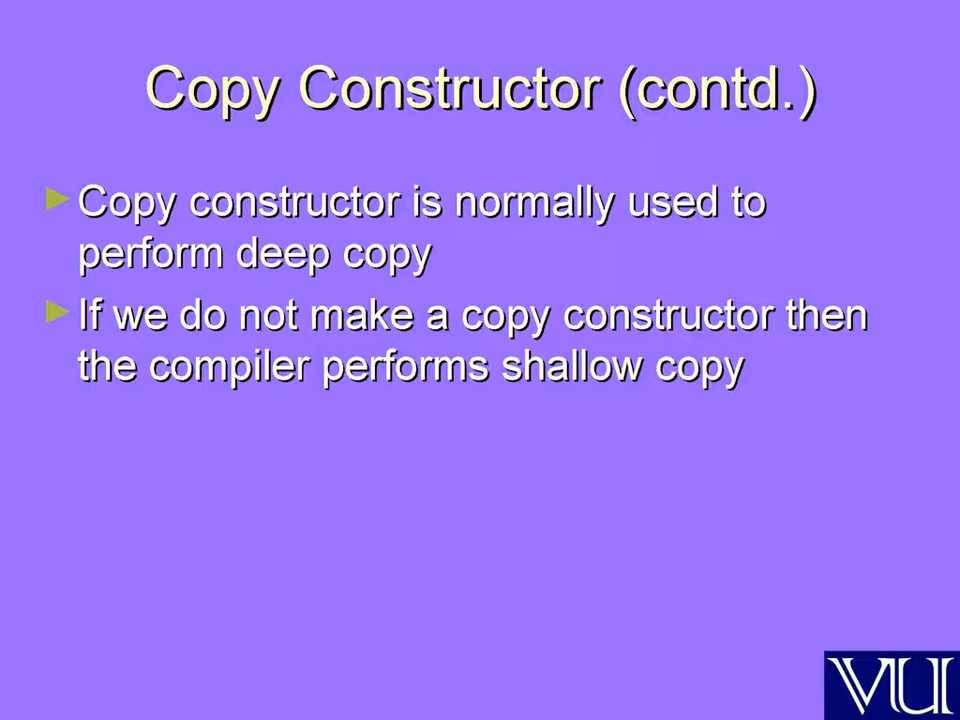 Copy Constructor (contd.)
Copy constructor is normally used to
perform deep copy
If we do not make a copy constructor then
the compiler performs shallow copy
VU